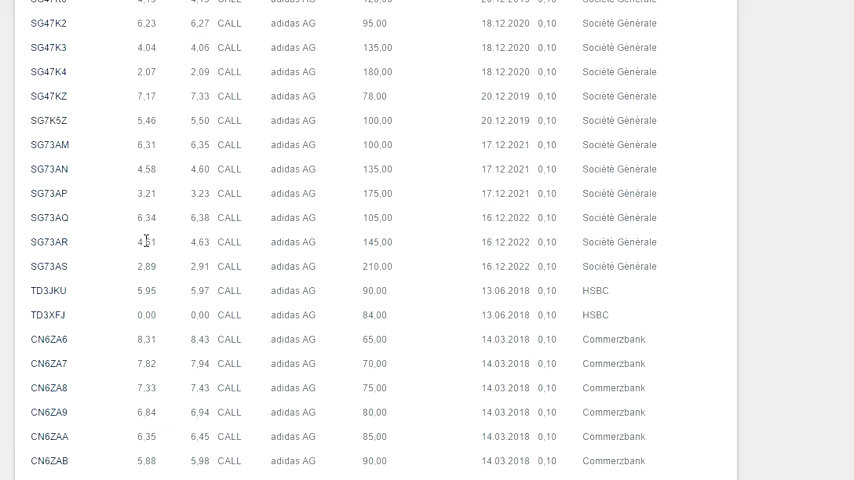 SG47K2 6,23 6,27 CALL adidas AG 95,00 18.12.2020 0,10 Socièté Générale
SG47K3 4,04 4,06 CALL adidas AG 135,00 18.12.2020 0,10 Socièté Générale
SG47K4 2,07 2,09 CALL adidas AG 180,00 18.12.2020 0,10 Socièté Générale
SG47KZ 7,17 7,33 CALL adidas AG 78,00 20.12.2019 0,10 Socièté Générale
SG7K5Z 5,46 5,50 CALL adidas AG 100,00 20.12.2019 0,10 Socièté Générale
SG73AM 6,31 6,35 CALL adidas AG 100,00 17.12.2021 0,10 Socièté Générale
SG73AN 4,58 4,60 CALL adidas AG 135,00 17.12.2021 0,10 Socièté Générale
SG73AP 3,21 3,23 CALL adidas AG 175,00 17.12.2021 0,10 Socièté Générale
SG73AQ 6,34 6,38 CALL adidas AG 105,00 16.12.2022 0,10 Socièté Générale
SG73AR 4,63 CALL adidas AG 145,00 16.12.2022 0,10 Socièté Générale
SG73AS 2,89 2,91 CALL adidas AG 210,00 16.12.2022 0,10 Socièté Générale
TD3JKU 5,95 5,97 CALL adidas AG 90,00 13.06.2018 0,10 HSBC
TD3XFJ 0,00 0,00 CALL adidas AG 84,00 13.06.2018 0,10 HSBC
CN6ZA6 8,31 8,43 CALL adidas AG 65,00 14.03.2018 0,10 Commerzbank
CN6ZA7 7,82 7,94 CALL adidas AG 70,00 14.03.2018 0,10 Commerzbank
CN6ZA8 7,33 7,43 CALL adidas AG 75,00 14.03.2018 0,10 Commerzbank
CN6ZA9 6,84 6,94 CALL adidas AG 80,00 14.03.2018 0,10 Commerzbank
CN6ZAA 6,35 6,45 CALL adidas AG 85,00 14.03.2018 0,10 Commerzbank
CN6ZAB 5,88 5,98 CALL adidas AG 90,00 14.03.2018 0,10 Commerzbank